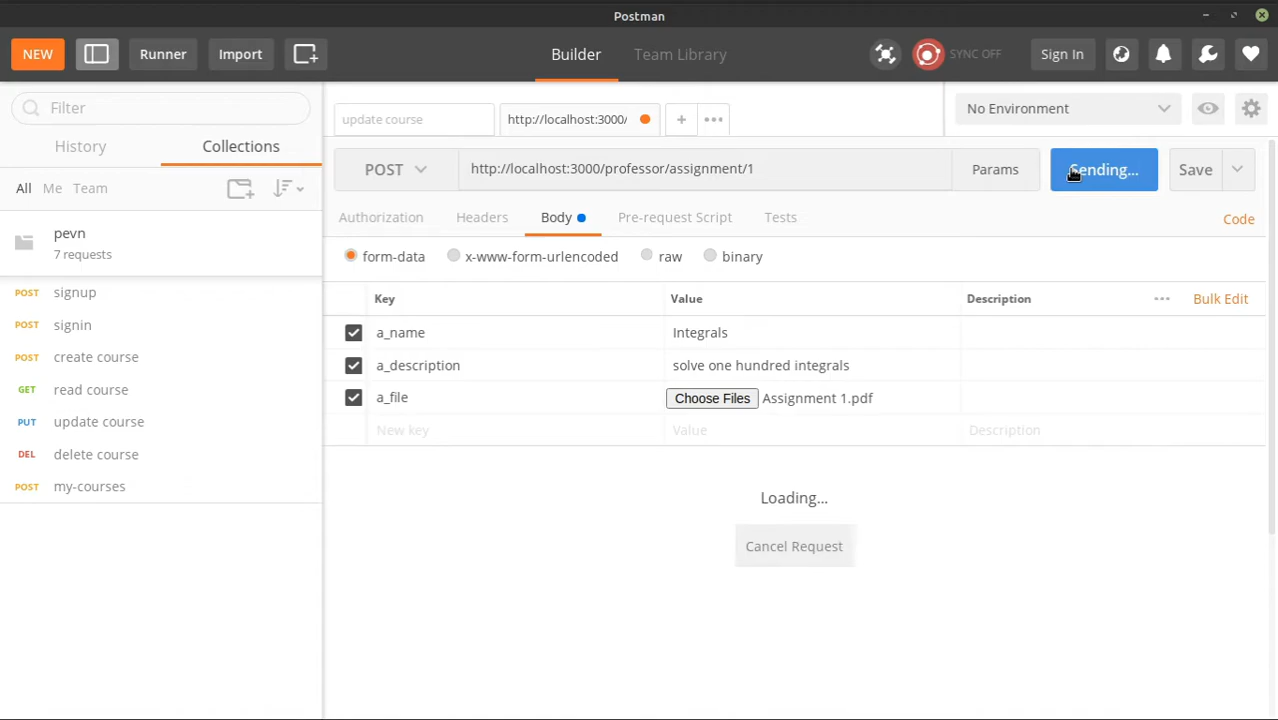 Postman
NEW Runner Import Builder Team Library SYNC OFF Sign In
Filter
History Collections
All Me Team
pevn
7 requests
POST signup
POST signin
POST create course
GET read course
PUT update course
DEL delete course
POST my-courses
update course http://localhost:3000/ + No Environment
POST http://localhost:3000/professor/assignment/1 Params Sending... Save
Authorization Headers Body Pre-request Script Tests Code
form-data x-www-form-urlencoded raw binary
Key Value Description Bulk Edit
a_name Integrals
a_description solve one hundred integrals
a_file Choose Files Assignment 1.pdf
New key Value Description
Loading...
Cancel Request